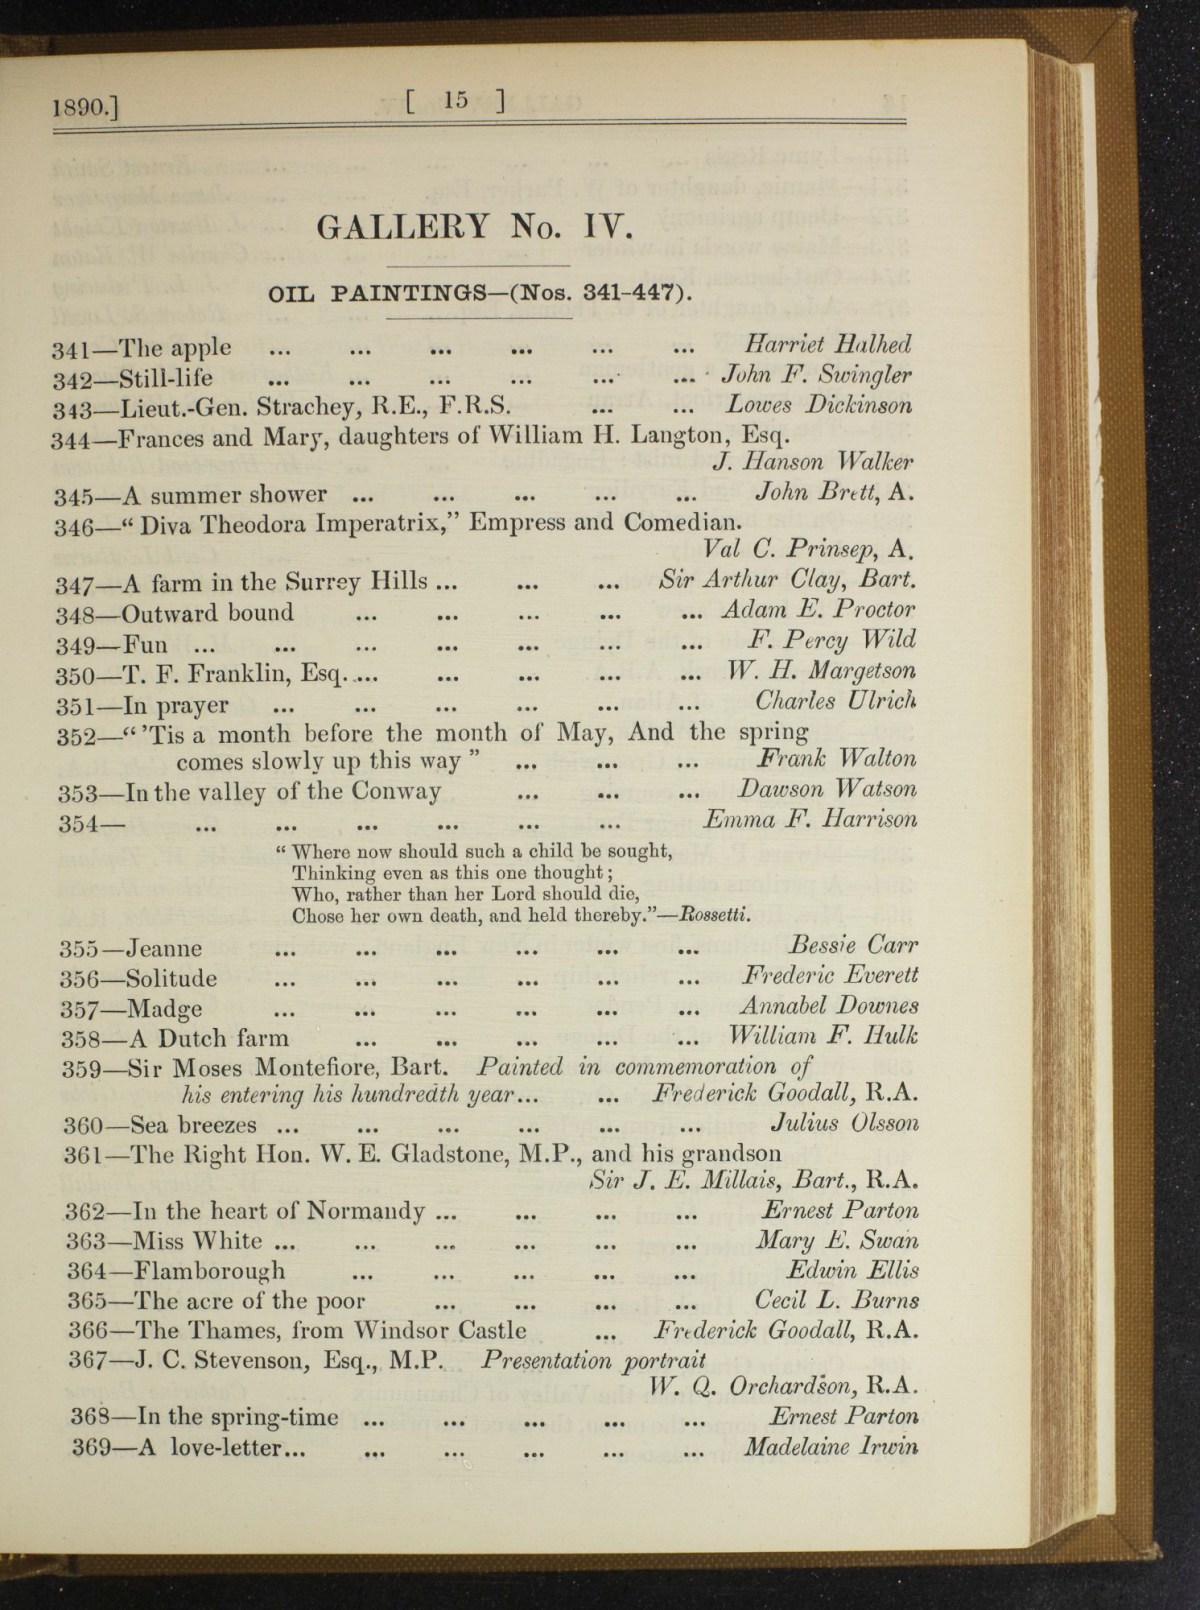 1890.] [ 15 ]
GALLERY No. IV.
OIL PAINTINGS—(Nos. 341-447).
341—The apple ... ... ... ... ... ... Harriet Halhed
342—Still-life ... ... ... ... ... ... John F. Swingler
343—Lieut.-Gen. Strachey, R.E., F.R.S. ... ... Lowes Dickinson
344—Frances and Mary, daughters of William H. Langton, Esq.
J. Hanson Walker
345—A summer shower ... ... ... ... ... John Brett, A.
346—“ Diva Theodora Imperatrix,” Empress and Comedian.
Val C. Prinsep, A.
347—A farm in the Surrey Hills ... ... ... Sir Arthur Clay, Bart.
348—Outward bound ... ... ... ... ... Adam E. Proctor
349—Fun ... ... ... ... ... ... ... F. Percy Wild
350—T. F. Franklin, Esq. ... ... ... ... ... W. H. Margetson
351—In prayer ... ... ... ... ... ... Charles Ulrich
352—“ ’Tis a month before the month of May, And the spring
comes slowly up this way ” ... ... ... Frank Walton
353—In the valley of the Conway ... ... ... Dawson Watson
354— ... ... ... ... ... ... Emma F. Harrison
“ Where now should such a child be sought,
Thinking even as this one thought ;
Who, rather than her Lord should die,
Chose her own death, and held thereby.”—Rossetti.
355—Jeanne ... ... ... ... ... ... Bessie Carr
356—Solitude ... ... ... ... ... ... Frederic Everett
357—Madge ... ... ... ... ... ... Annabel Downes
358—A Dutch farm ... ... ... ... ... William F. Hulk
359—Sir Moses Montefiore, Bart. Painted in commemoration of
his entering his hundredth year ... ... Frederick Goodall, R.A.
360—Sea breezes ... ... ... ... ... ... Julius Olsson
361—The Right Hon. W. E. Gladstone, M.P., and his grandson
Sir J. E. Millais, Bart., R.A.
362—In the heart of Normandy ... ... ... ... Ernest Parton
363—Miss White ... ... ... ... ... ... Mary E. Swan
364—Flamborough ... ... ... ... ... Edwin Ellis
365—The acre of the poor ... ... ... ... Cecil L. Burns
366—The Thames, from Windsor Castle ... Frederick Goodall, R.A.
367—J. C. Stevenson, Esq., M.P. Presentation portrait
W. Q. Orchardson, R.A.
368—In the spring-time ... ... ... ... ... Ernest Parton
369—A love-letter ... ... ... ... ... ... Madelaine Irwin